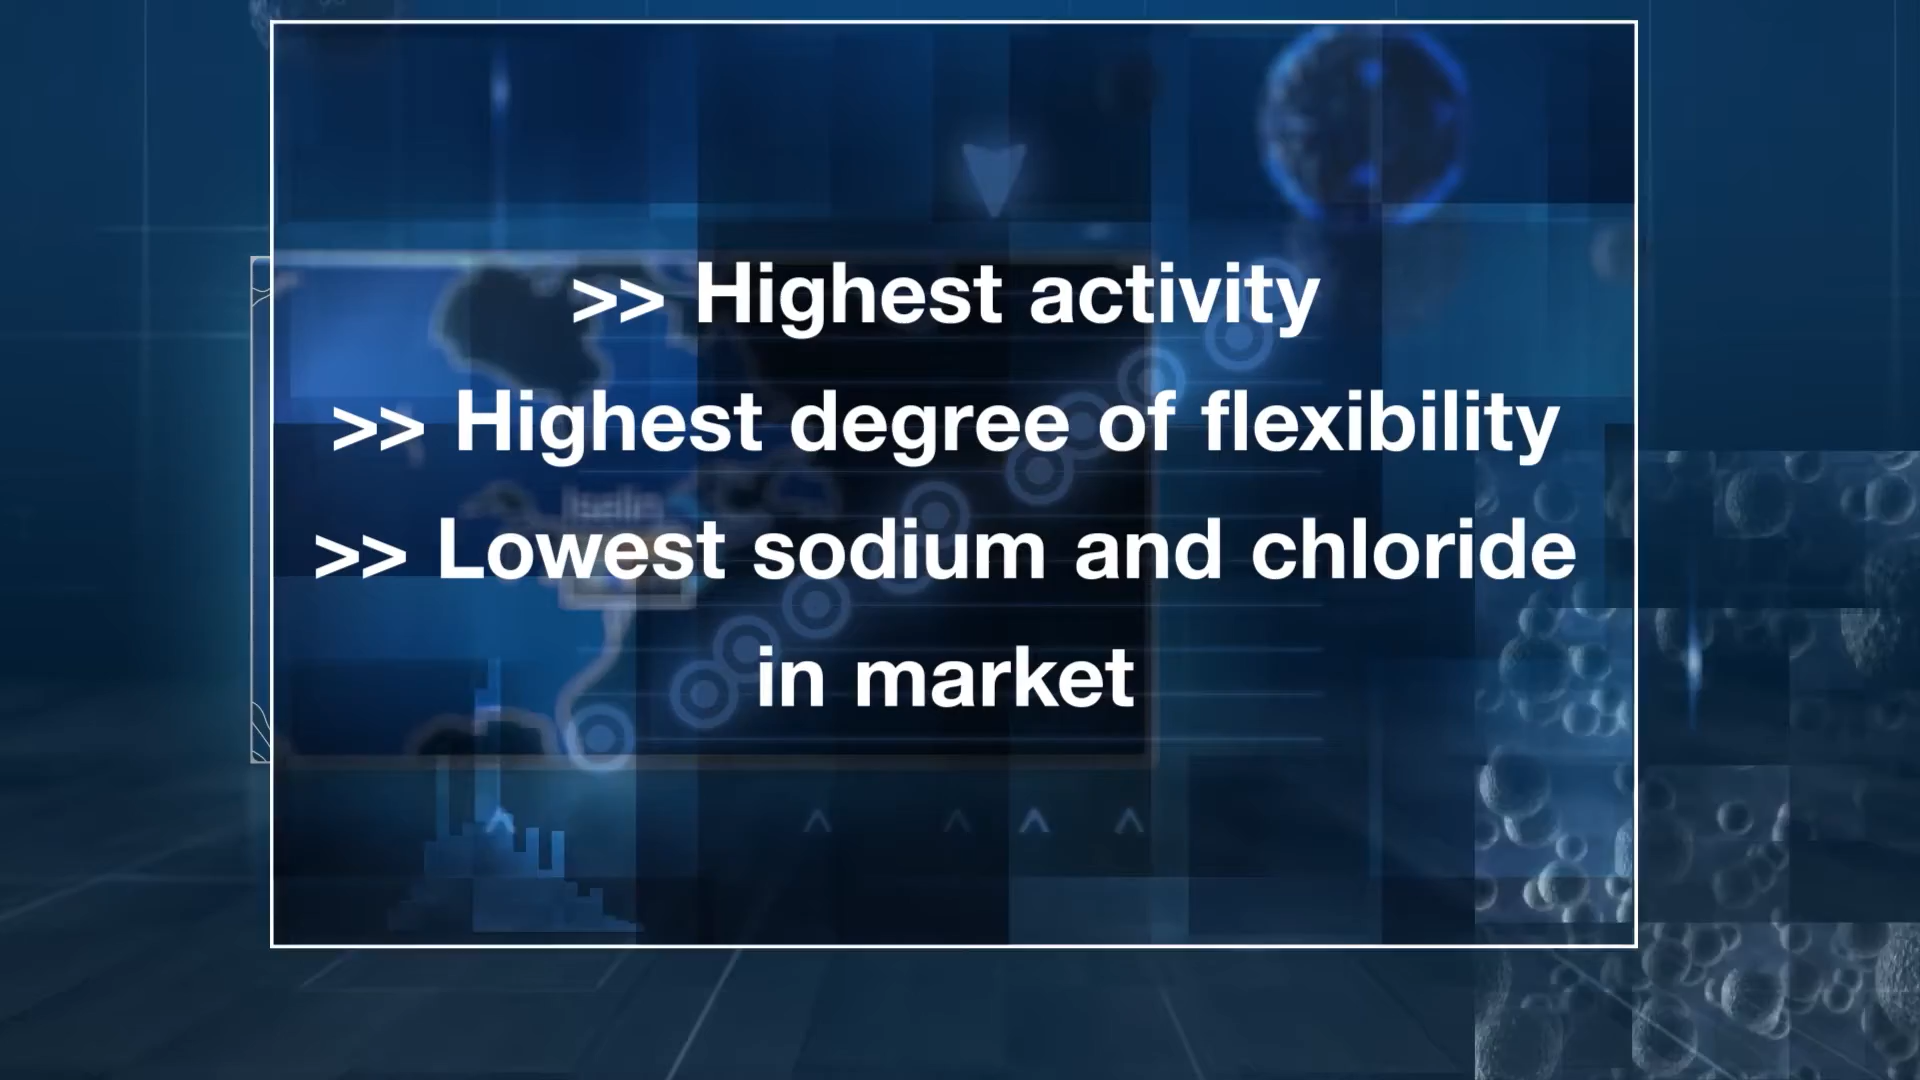 >> Highest activity
>> Highest degree of flexibility
>> Lowest sodium and chloride
in market